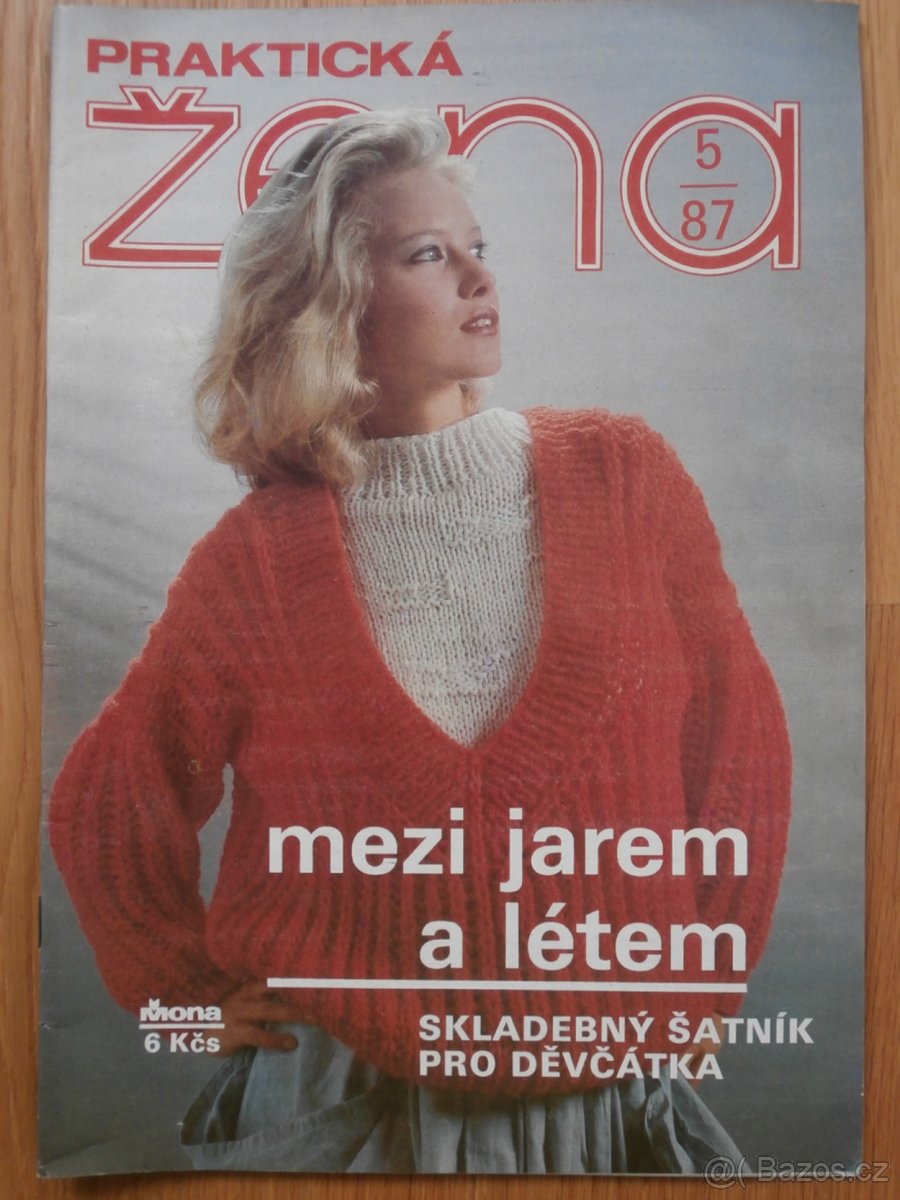 PRAKTICKÁ
žena
5
87
mezi jarem
a létem
Mona
6 Kčs
SKLADEBNÝ ŠATNÍK
PRO DĚVČÁTKA
@( Bazos.cz